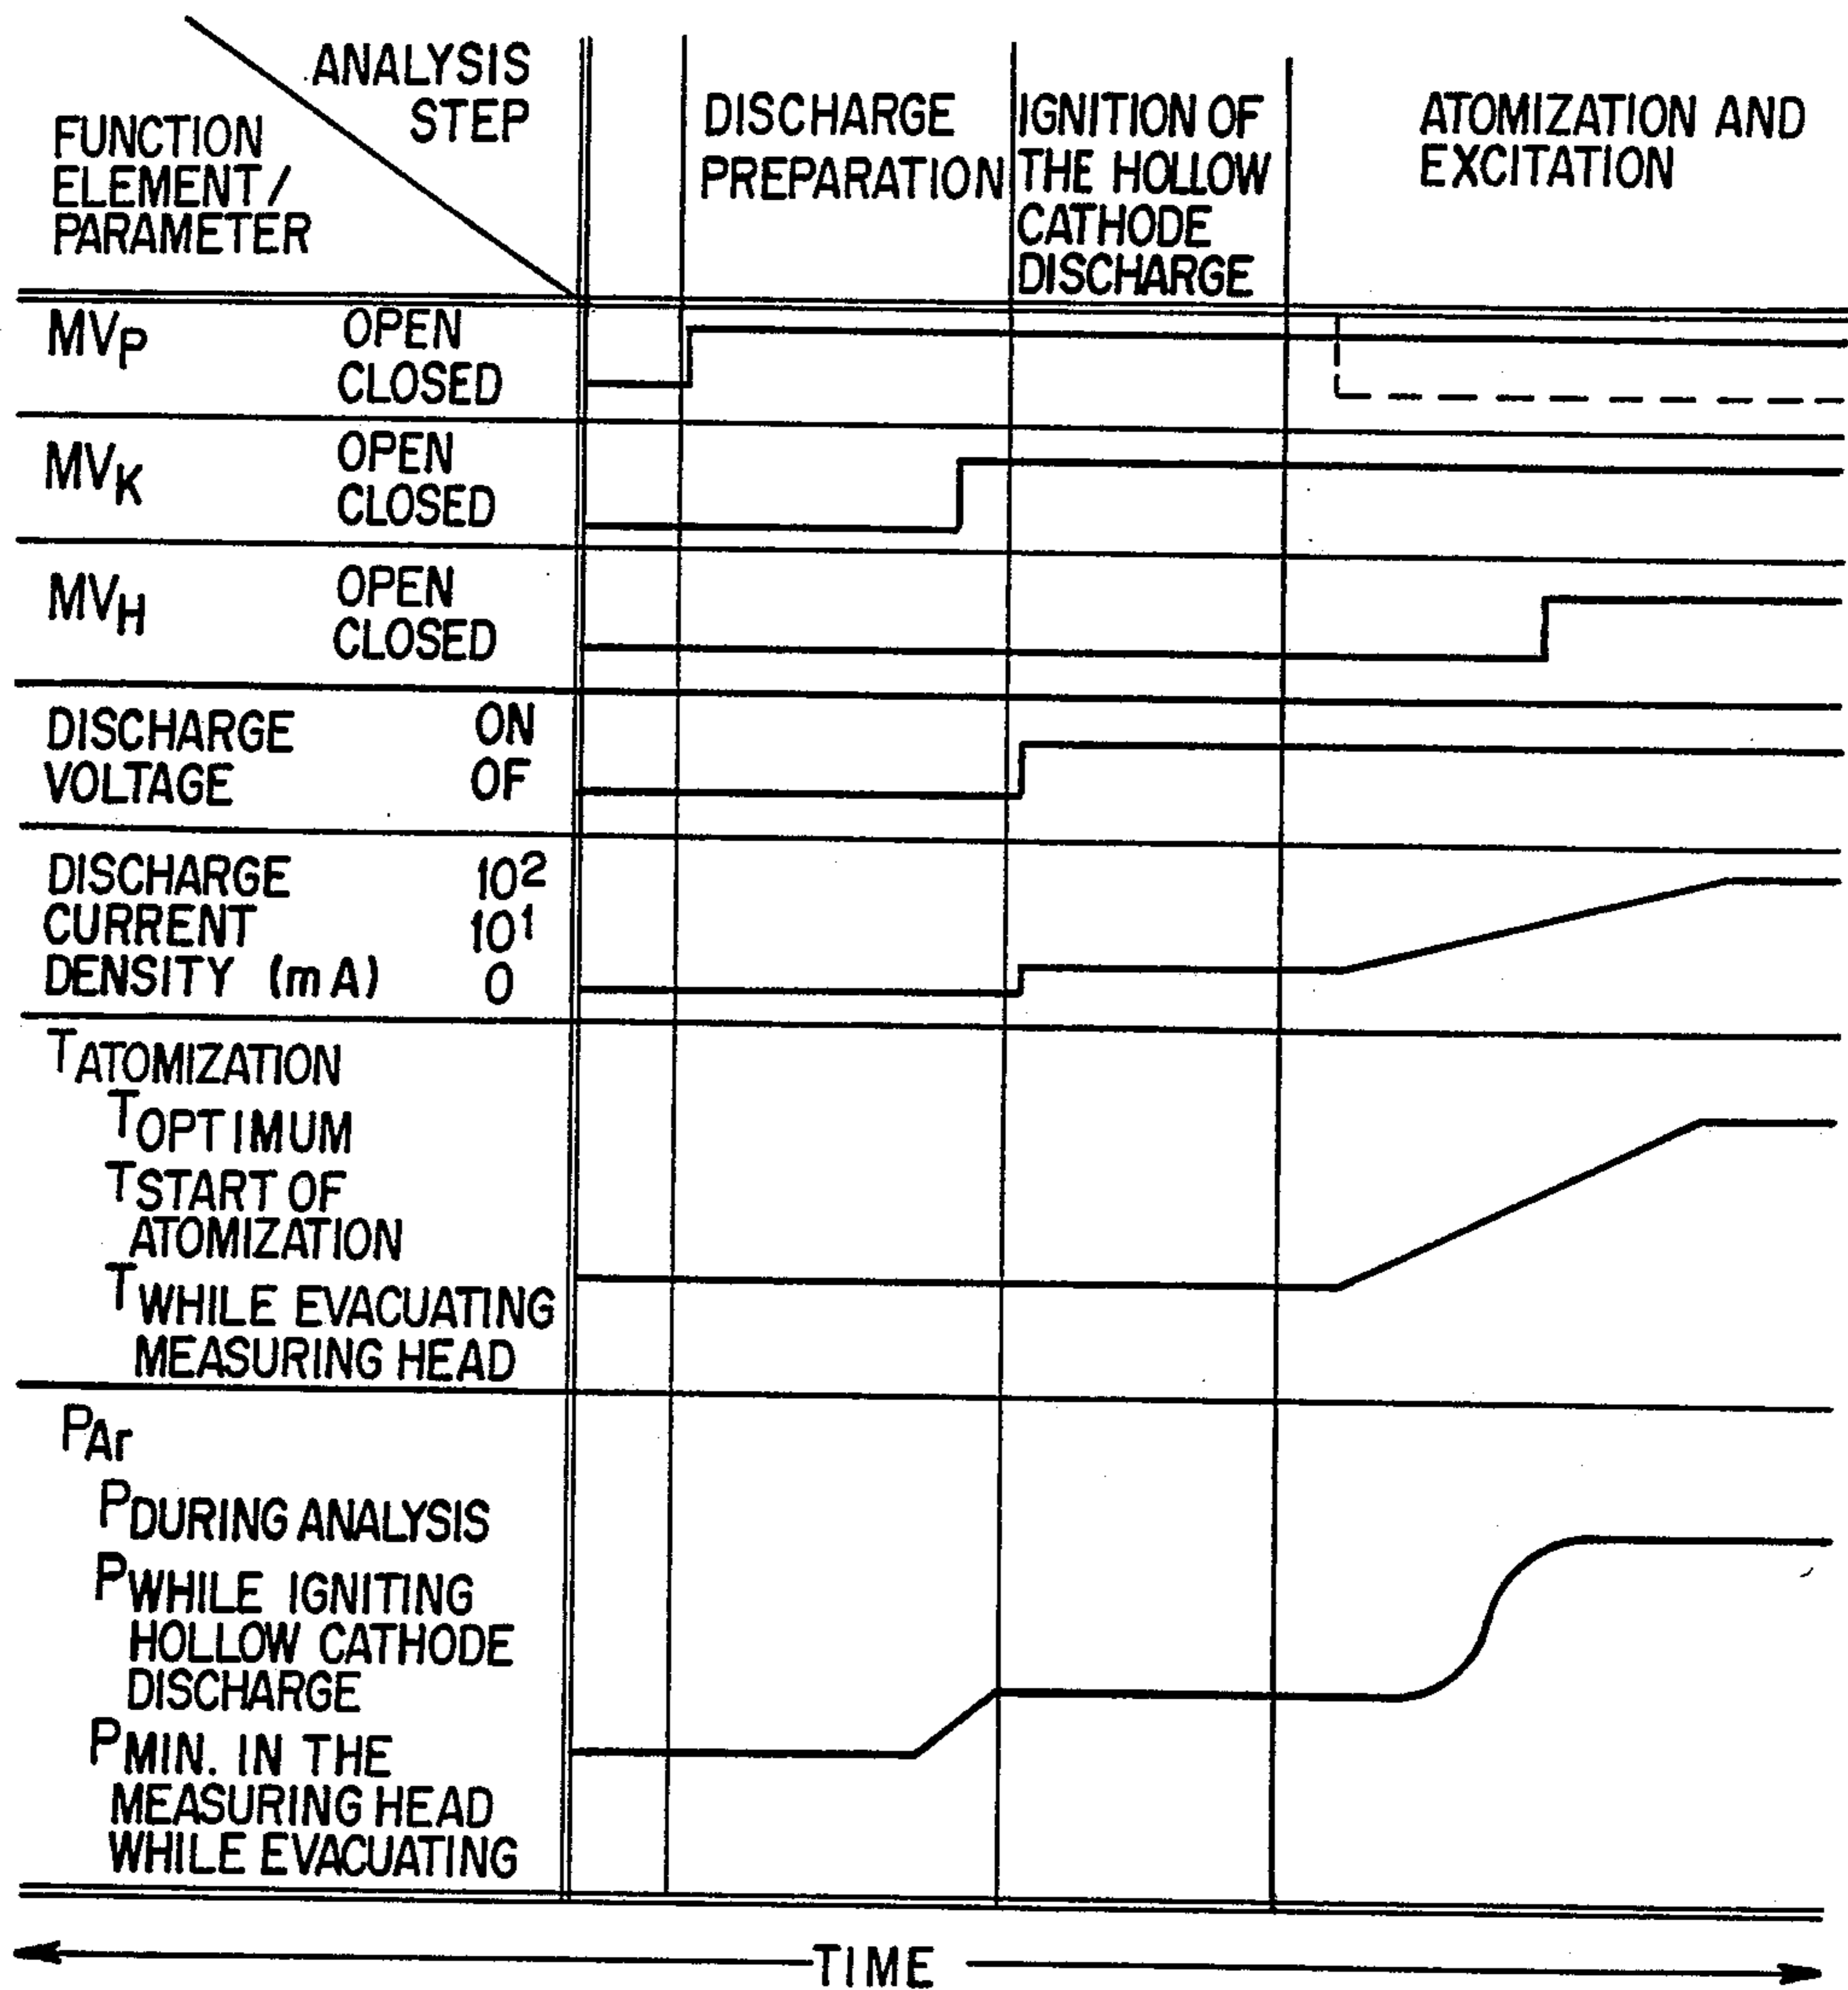 ANALYSIS
STEP
FUNCTION
ELEMENT/
PARAMETER
DISCHARGE
PREPARATION
IGNITION OF
THE HOLLOW
CATHODE
DISCHARGE
ATOMIZATION AND
EXCITATION
MVP OPEN
CLOSED
MVK OPEN
CLOSED
MVH OPEN
CLOSED
DISCHARGE ON
VOLTAGE OF
DISCHARGE 10²
CURRENT 10¹
DENSITY (mA) 0
TATOMIZATION
TOPTIMUM
TSTART OF
ATOMIZATION
TWHILE EVACUATING
MEASURING HEAD
PAr
PDURING ANALYSIS
PWHILE IGNITING
HOLLOW CATHODE
DISCHARGE
PMIN. IN THE
MEASURING HEAD
WHILE EVACUATING
TIME